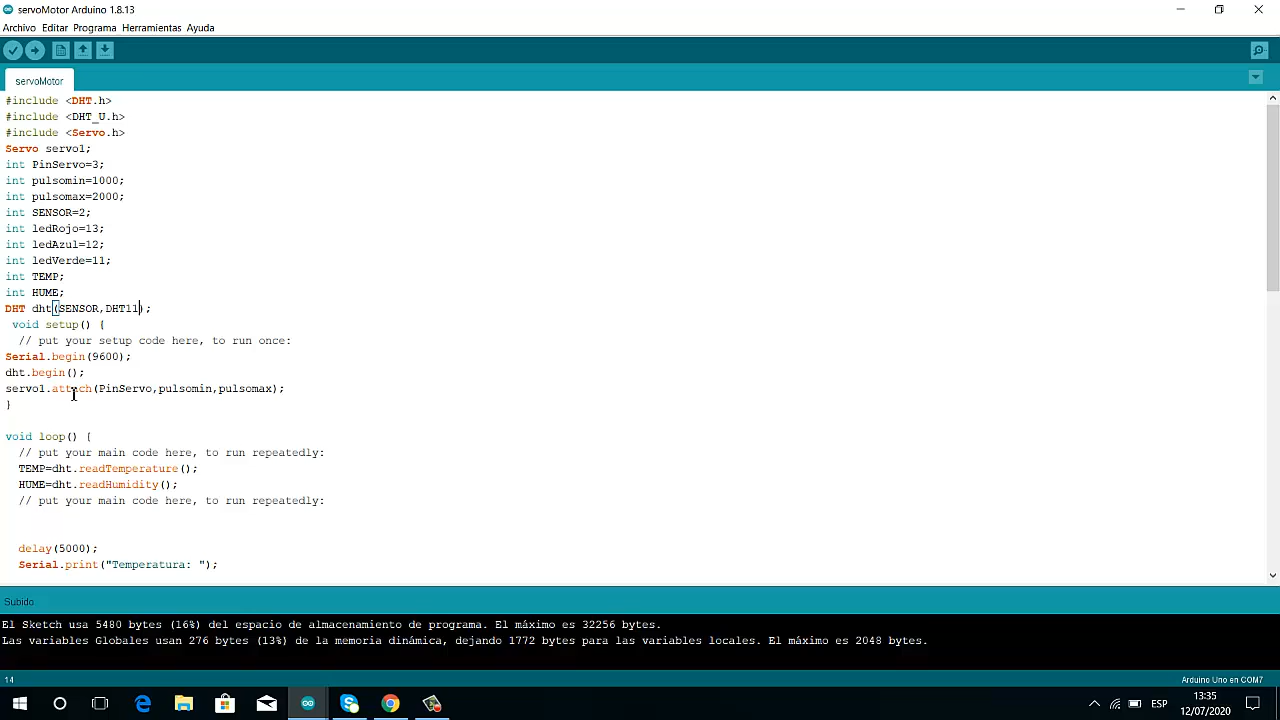 servoMotor Arduino 1.8.13
Archivo Editar Programa Herramientas Ayuda
servoMotor
#include <DHT.h>
#include <DHT_U.h>
#include <Servo.h>
Servo servo1;
int PinServo=3;
int pulsomin=1000;
int pulsomax=2000;
int SENSOR=2;
int ledRojo=13;
int ledAzul=12;
int ledVerde=11;
int TEMP;
int HUME;
DHT dht(SENSOR,DHT11);
void setup() {
// put your setup code here, to run once:
Serial.begin(9600);
dht.begin();
servo1.attach(PinServo,pulsomin,pulsomax);
}
void loop() {
// put your main code here, to run repeatedly:
TEMP=dht.readTemperature();
HUME=dht.readHumidity();
// put your main code here, to run repeatedly:
delay(5000);
Serial.print("Temperatura: ");
Subido
El Sketch usa 5480 bytes (16%) del espacio de almacenamiento de programa. El máximo es 32256 bytes.
Las variables Globales usan 276 bytes (13%) de la memoria dinámica, dejando 1772 bytes para las variables locales. El máximo es 2048 bytes.
14
Arduino Uno en COM7
ESP
13:35
12/07/2020